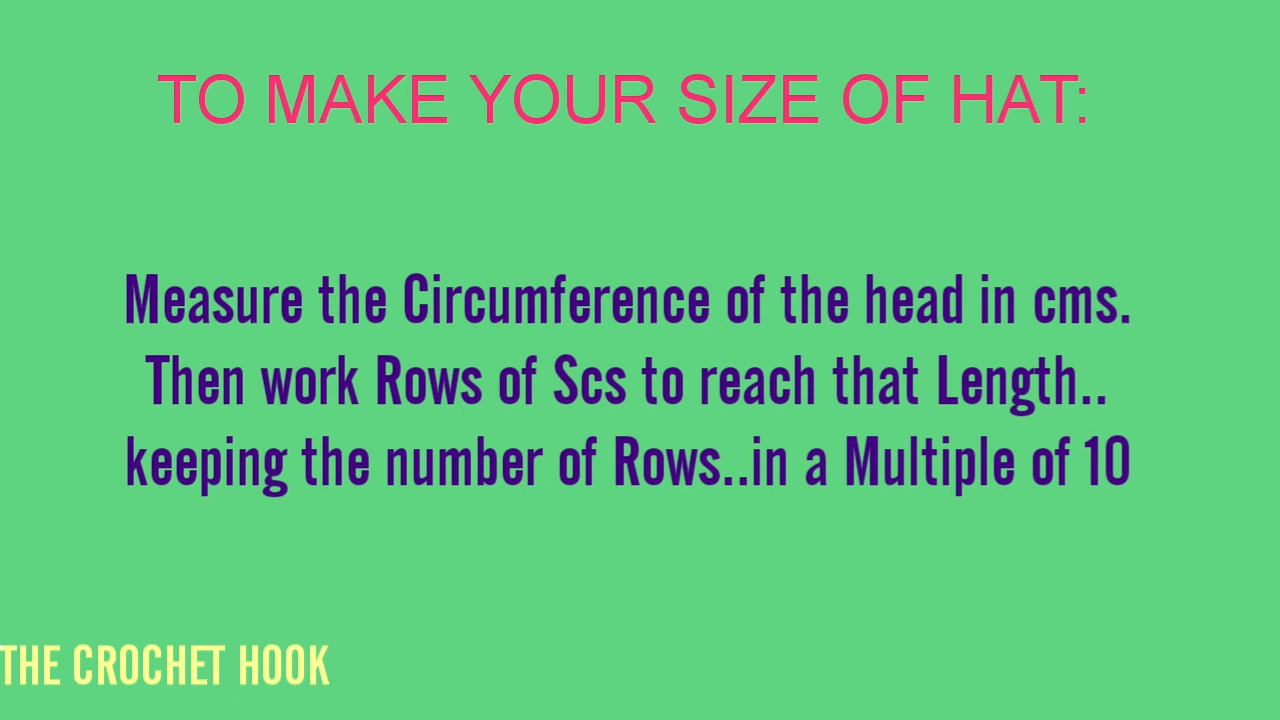 TO MAKE YOUR SIZE OF HAT:
Measure the Circumference of the head in cms.
Then work Rows of Scs to reach that Length..
keeping the number of Rows..in a Multiple of 10
THE CROCHET HOOK